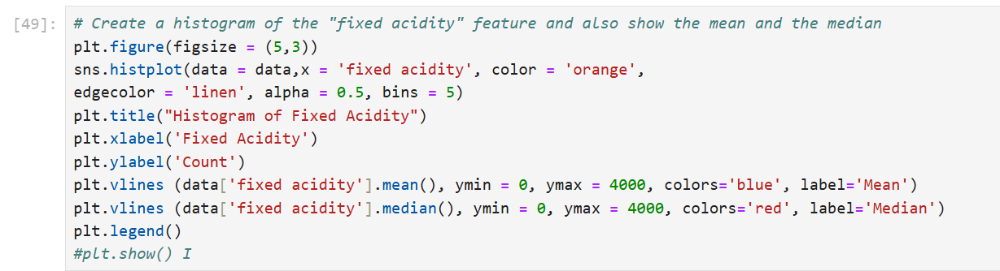 [49]: # Create a histogram of the "fixed acidity" feature and also show the mean and the median
plt.figure(figsize = (5,3))
sns.histplot(data = data,x = 'fixed acidity', color = 'orange',
edgecolor = 'linen', alpha = 0.5, bins = 5)
plt.title("Histogram of Fixed Acidity")
plt.xlabel('Fixed Acidity')
plt.ylabel('Count')
plt.vlines (data['fixed acidity'].mean(), ymin = 0, ymax = 4000, colors='blue', label='Mean')
plt.vlines (data['fixed acidity'].median(), ymin = 0, ymax = 4000, colors='red', label='Median')
plt.legend()
#plt.show() I